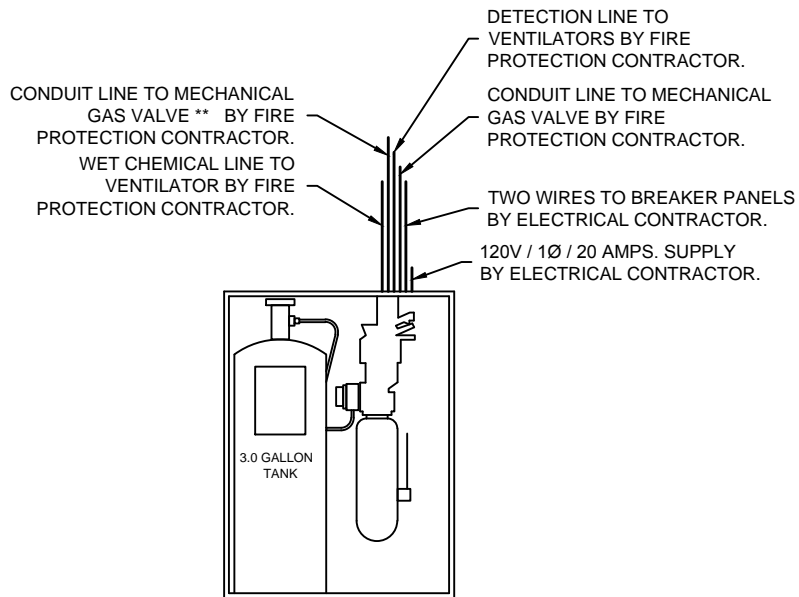 DETECTION LINE TO
VENTILATORS BY FIRE
PROTECTION CONTRACTOR.
CONDUIT LINE TO MECHANICAL
GAS VALVE ** BY FIRE
PROTECTION CONTRACTOR.
CONDUIT LINE TO MECHANICAL
GAS VALVE BY FIRE
PROTECTION CONTRACTOR.
WET CHEMICAL LINE TO
VENTILATOR BY FIRE
PROTECTION CONTRACTOR.
TWO WIRES TO BREAKER PANELS
BY ELECTRICAL CONTRACTOR.
120V / 1Ø / 20 AMPS. SUPPLY
BY ELECTRICAL CONTRACTOR.
3.0 GALLON
TANK